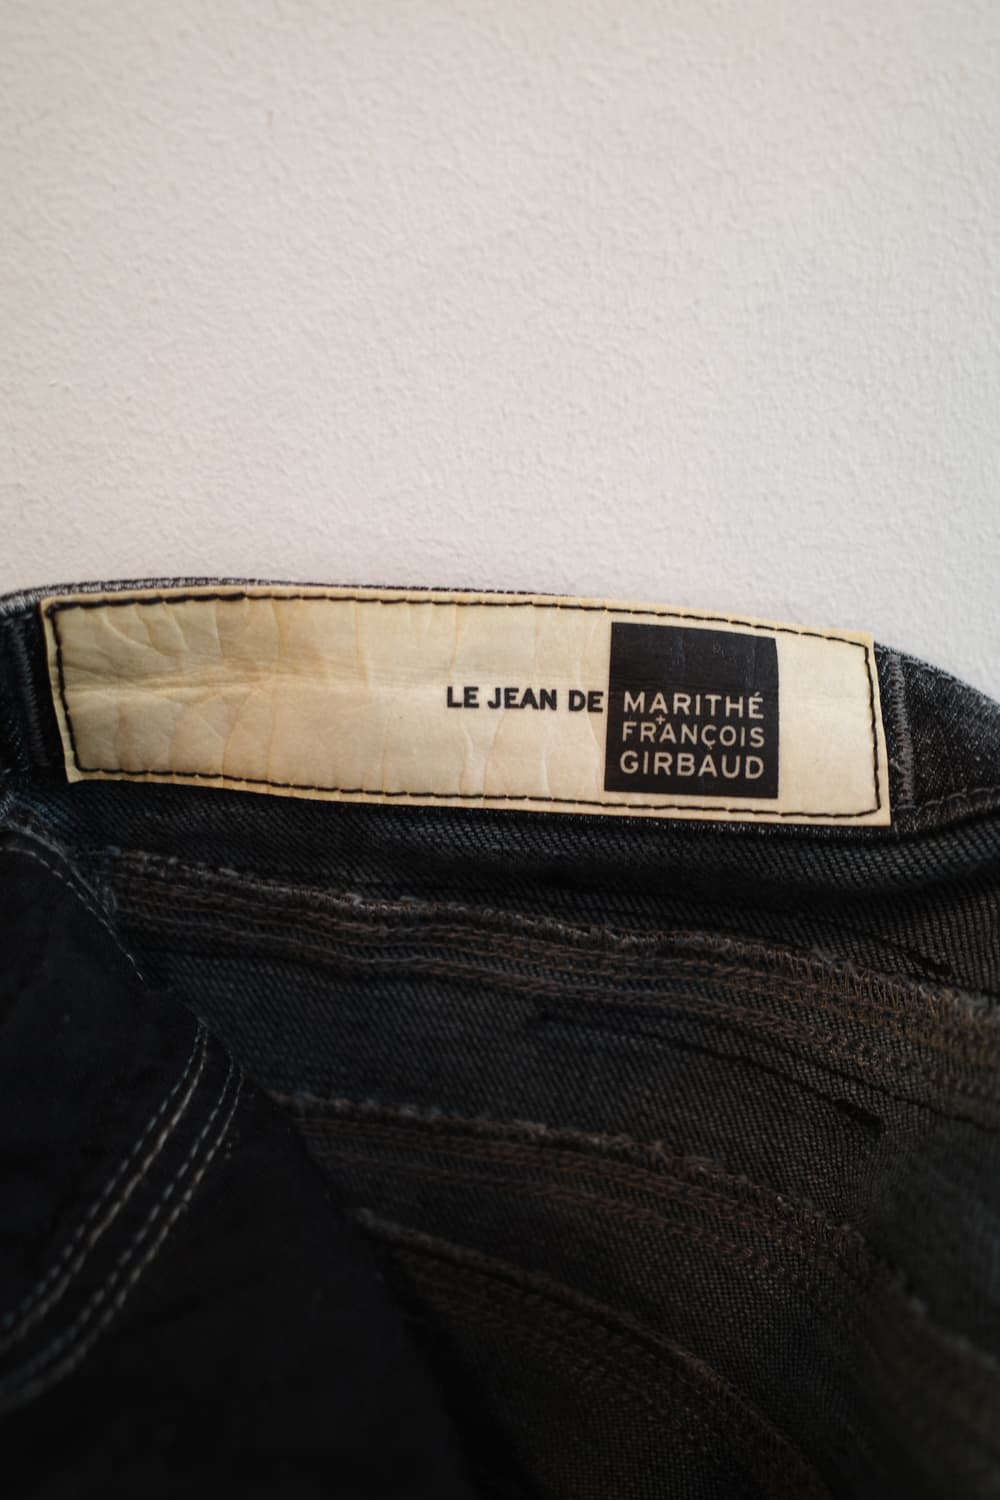 LE JEAN DE MARITHÉ
+
FRANÇOIS
GIRBAUD